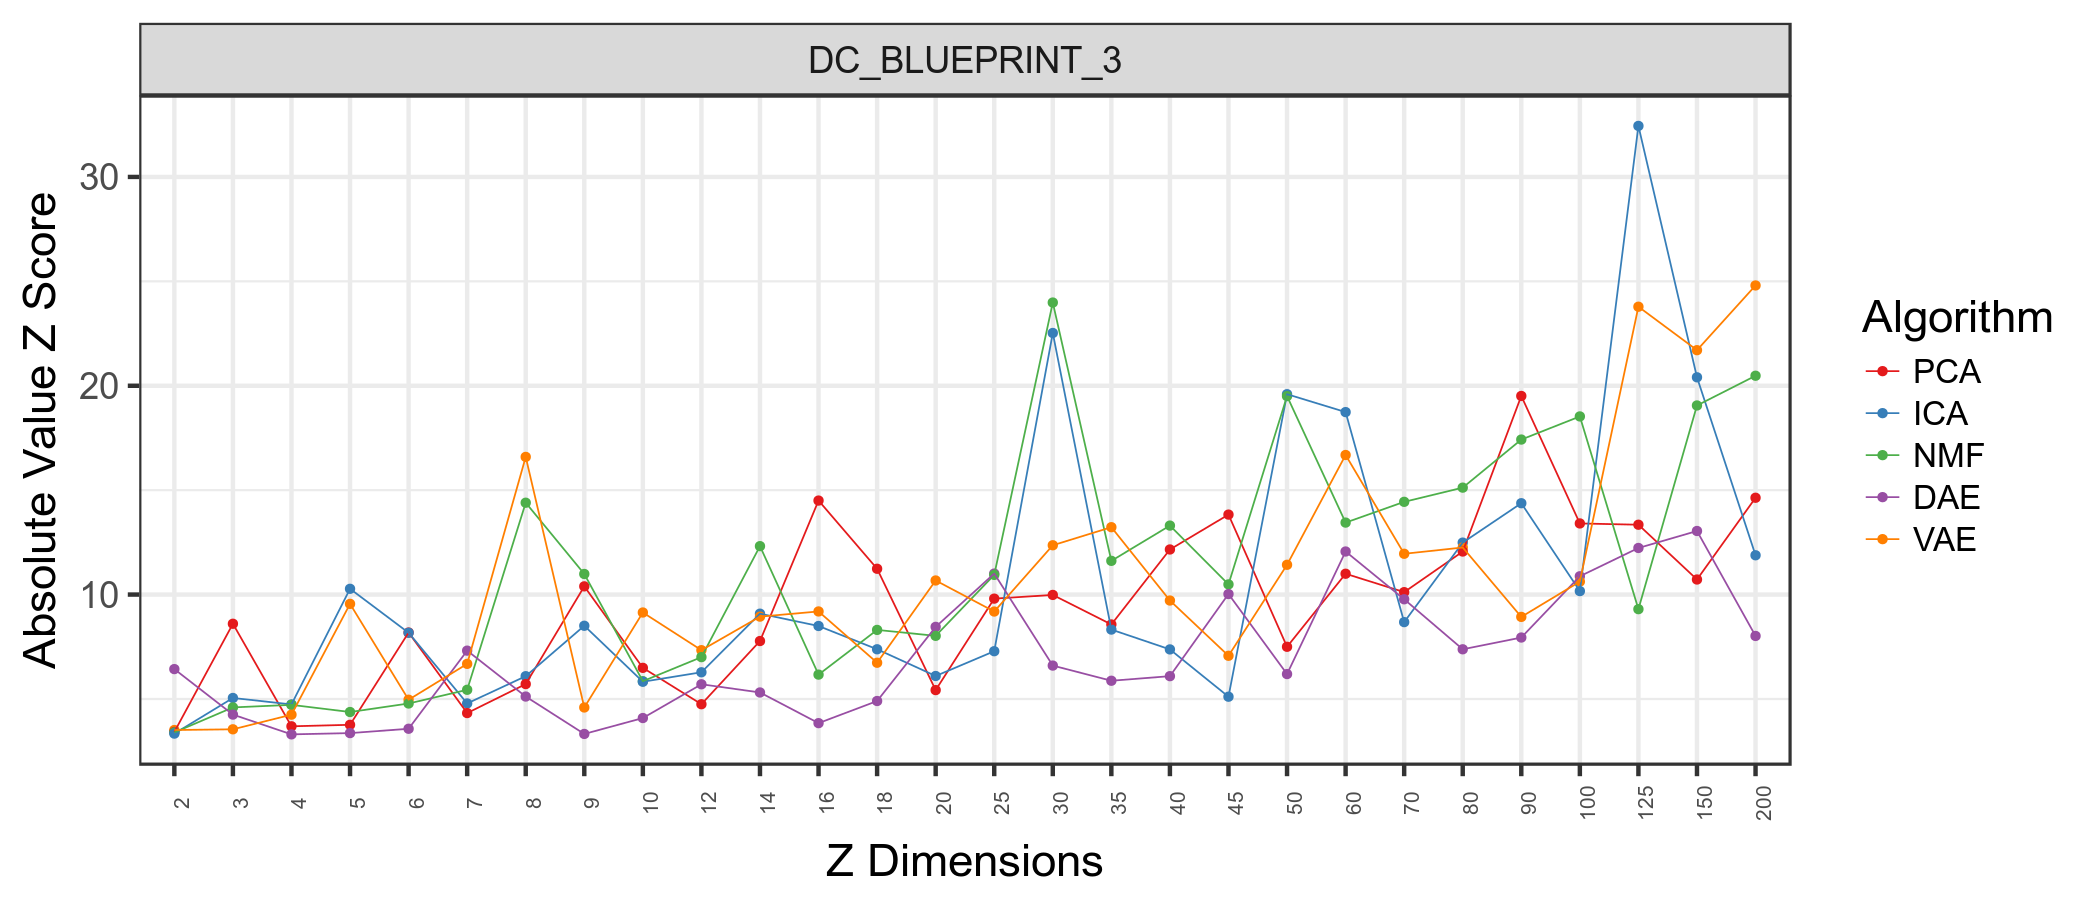 DC_BLUEPRINT_3
Absolute Value Z Score
30
20
10
2 3 4 5 6 7 8 9 10 12 14 16 18 20 25 30 35 40 45 50 60 70 80 90 100 125 150 200
Z Dimensions
Algorithm
PCA
ICA
NMF
DAE
VAE